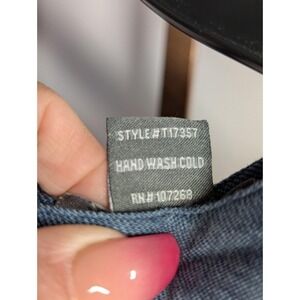 STYLE#T17357
HAND WASH COLD
RN#107268